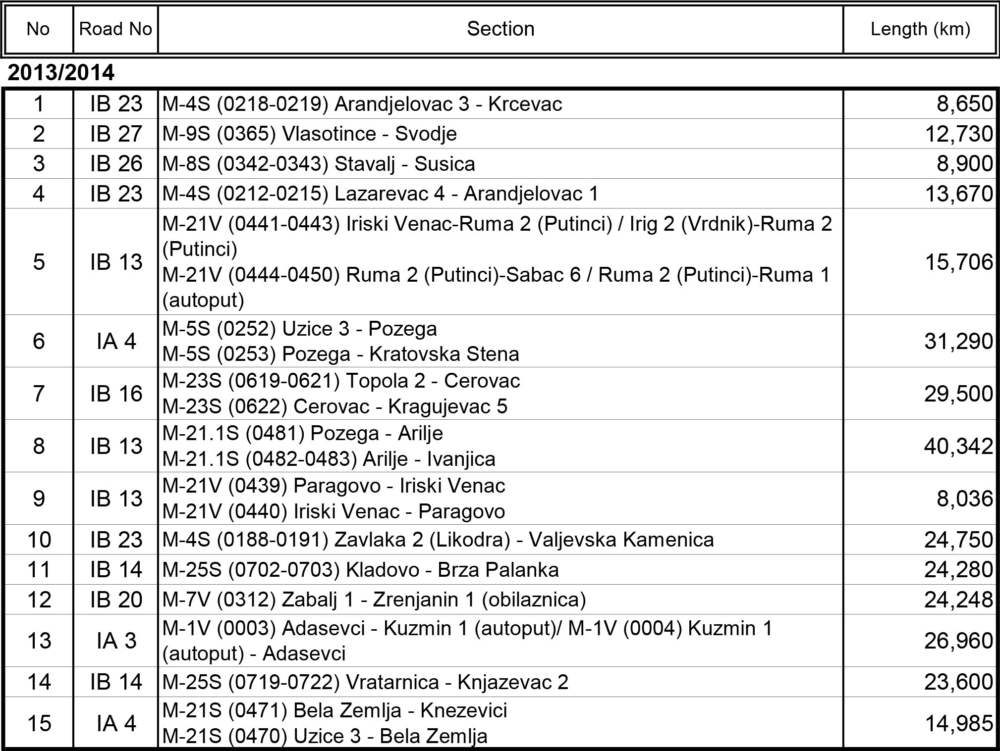 No Road No Section Length (km)
2013/2014
1 IB 23 M-4S (0218-0219) Arandjelovac 3 - Krcevac 8,650
2 IB 27 M-9S (0365) Vlasotince - Svodje 12,730
3 IB 26 M-8S (0342-0343) Stavalj - Susica 8,900
4 IB 23 M-4S (0212-0215) Lazarevac 4 - Arandjelovac 1 13,670
5 IB 13 M-21V (0441-0443) Iriski Venac-Ruma 2 (Putinci) / Irig 2 (Vrdnik)-Ruma 2
(Putinci)
M-21V (0444-0450) Ruma 2 (Putinci)-Sabac 6 / Ruma 2 (Putinci)-Ruma 1
(autoput) 15,706
6 IA 4 M-5S (0252) Uzice 3 - Pozega
M-5S (0253) Pozega - Kratovska Stena 31,290
7 IB 16 M-23S (0619-0621) Topola 2 - Cerovac
M-23S (0622) Cerovac - Kragujevac 5 29,500
8 IB 13 M-21.1S (0481) Pozega - Arilje
M-21.1S (0482-0483) Arilje - Ivanjica 40,342
9 IB 13 M-21V (0439) Paragovo - Iriski Venac
M-21V (0440) Iriski Venac - Paragovo 8,036
10 IB 23 M-4S (0188-0191) Zavlaka 2 (Likodra) - Valjevska Kamenica 24,750
11 IB 14 M-25S (0702-0703) Kladovo - Brza Palanka 24,280
12 IB 20 M-7V (0312) Zabalj 1 - Zrenjanin 1 (obilaznica) 24,248
13 IA 3 M-1V (0003) Adasevci - Kuzmin 1 (autoput)/ M-1V (0004) Kuzmin 1
(autoput) - Adasevci 26,960
14 IB 14 M-25S (0719-0722) Vratarnica - Knjazevac 2 23,600
15 IA 4 M-21S (0471) Bela Zemlja - Knezevici
M-21S (0470) Uzice 3 - Bela Zemlja 14,985